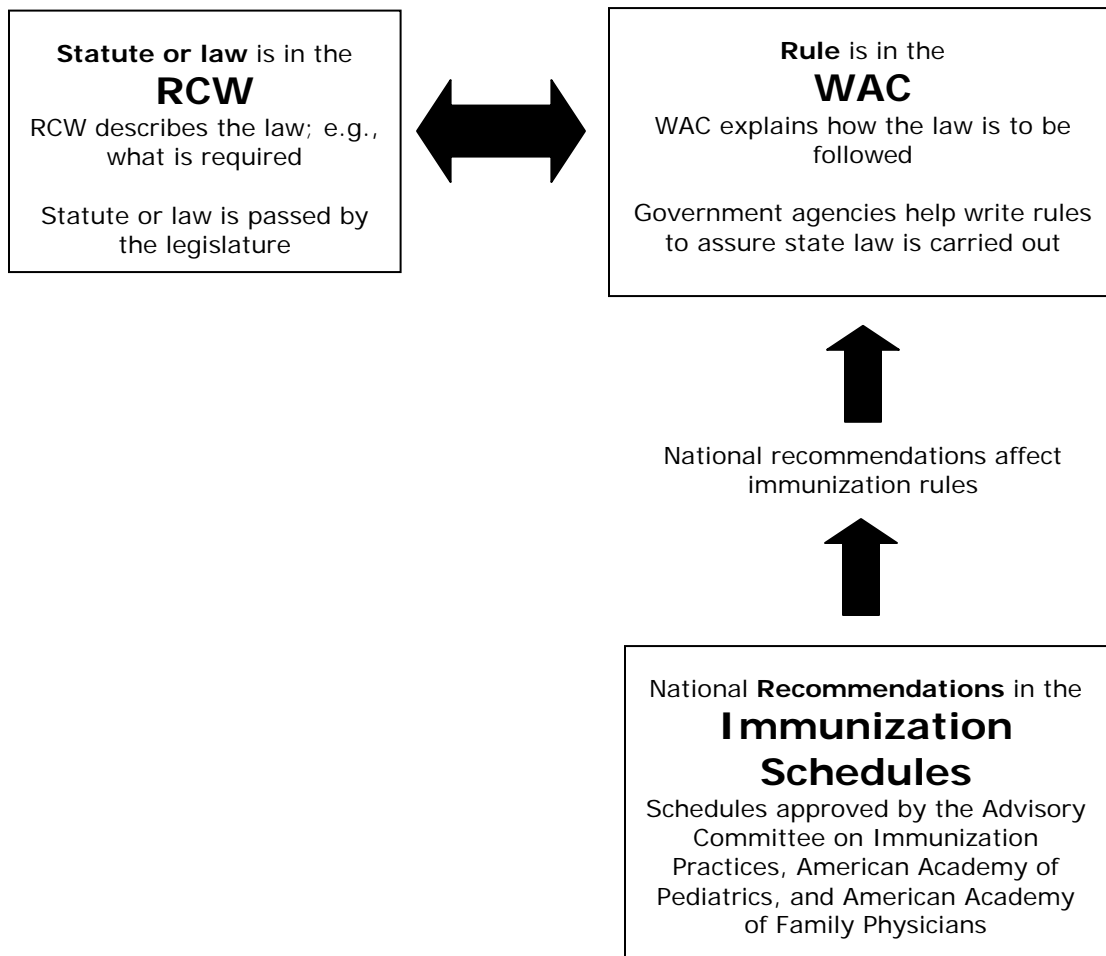 Statute or law is in the
RCW
RCW describes the law; e.g.,
what is required
Statute or law is passed by
the legislature
Rule is in the
WAC
WAC explains how the law is to be
followed
Government agencies help write rules
to assure state law is carried out
National recommendations affect
immunization rules
National Recommendations in the
Immunization
Schedules
Schedules approved by the Advisory
Committee on Immunization
Practices, American Academy of
Pediatrics, and American Academy
of Family Physicians